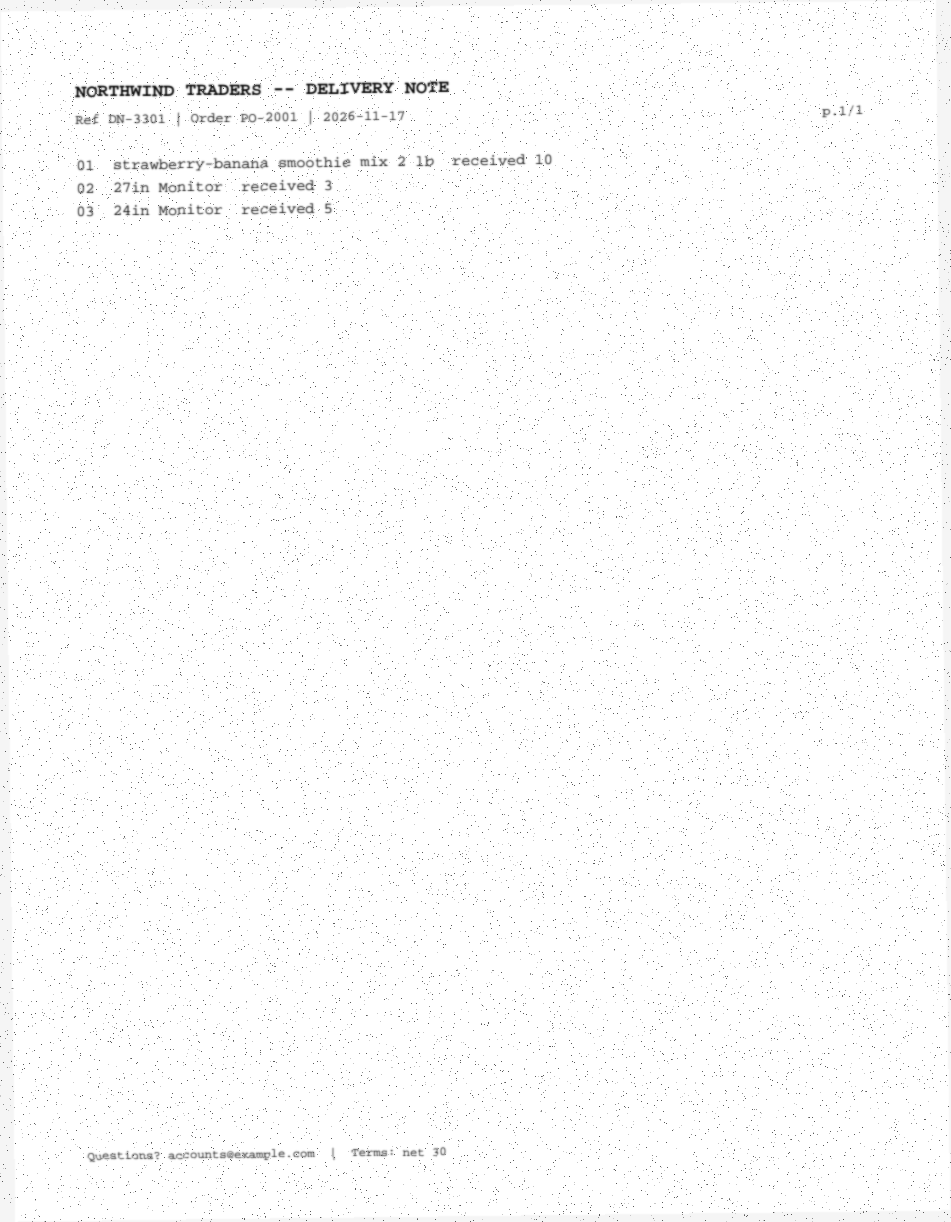 NORTHWIND TRADERS -- DELIVERY NOTE
Ref DN-3301 | Order PO-2001 | 2026-11-17
p.1/1
01 strawberry-banana smoothie mix 2 lb received 10
02 27in Monitor received 3
03 24in Monitor received 5
Questions? accounts@example.com | Terms: net 30